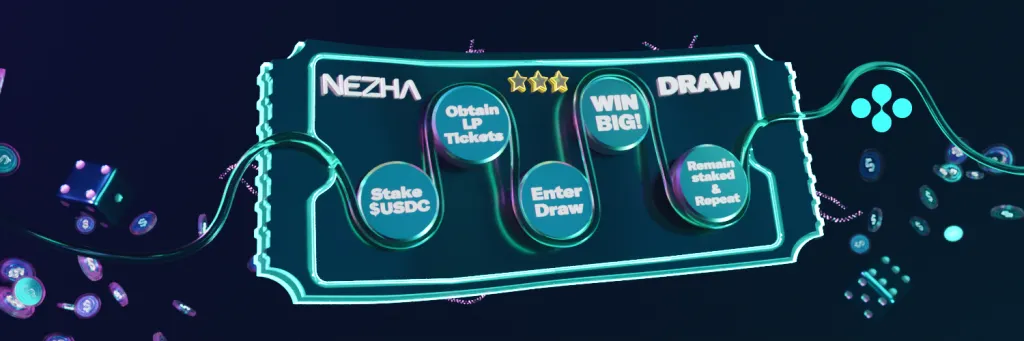 NEZHA
DRAW
Stake
$USDC
Obtain
LP
Tickets
Enter
Draw
WIN
BIG!
Remain
staked
&
Repeat